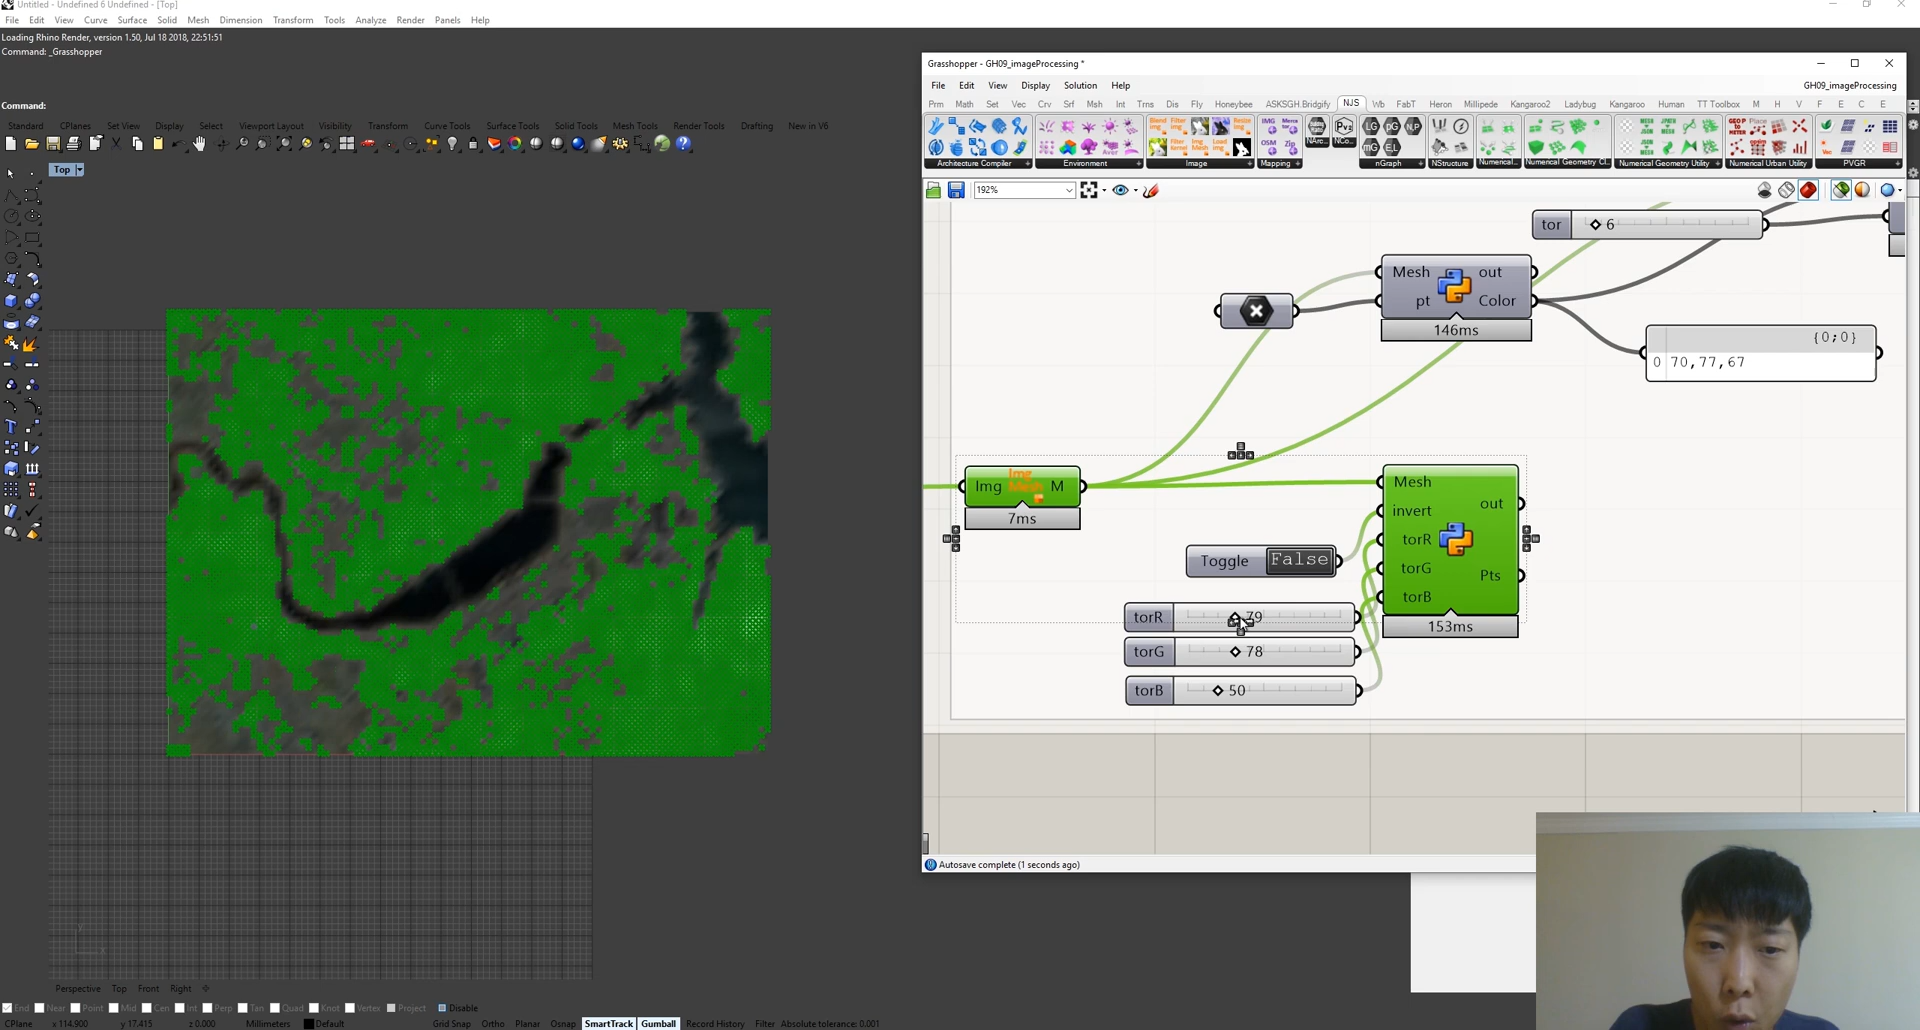 Untitled - Undefined 6 Undefined - [Top]
File Edit View Curve Surface Solid Mesh Dimension Transform Tools Analyze Render Panels Help
Loading Rhino Render, version 1.50, Jul 18 2018, 22:51:51
Command: _Grasshopper
Command:
Standard CPlanes Set View Display Select Viewport Layout Visibility Transform Curve Tools Surface Tools Solid Tools Mesh Tools Render Tools Drafting New in V6
Top
Grasshopper - GH09_imageProcessing *
File Edit View Display Solution Help
GH09_imageProcessing
Prm Math Set Vec Crv Srf Msh Int Trns Dis Fly Honeybee ASKSGH.Bridgify NJS Wb FabT Heron Millipede Kangaroo2 Ladybug Kangaroo Human TT Toolbox M H V F E C E
Architecture Compiler Environment Image Mapping NArc... NCo... nGraph NStructure Numerical... Numerical Geometry Cl... Numerical Geometry Utility Numerical Urban Utility PVGR
192%
tor 6
Mesh out
pt Color
146ms
{0;0}
0 70,77,67
Img Img Mesh M
7ms
Mesh
invert
torR
torG
torB
out
Pts
153ms
Toggle False
torR 79
torG 78
torB 50
Autosave complete (1 seconds ago)
Perspective Top Front Right
End Near Point Mid Cen Int Perp Tan Quad Knot Vertex Project Disable
CPlane x 114.900 y 17.415 z 0.000 Millimeters Default Grid Snap Ortho Planar Osnap SmartTrack Gumball Record History Filter Absolute tolerance: 0.001